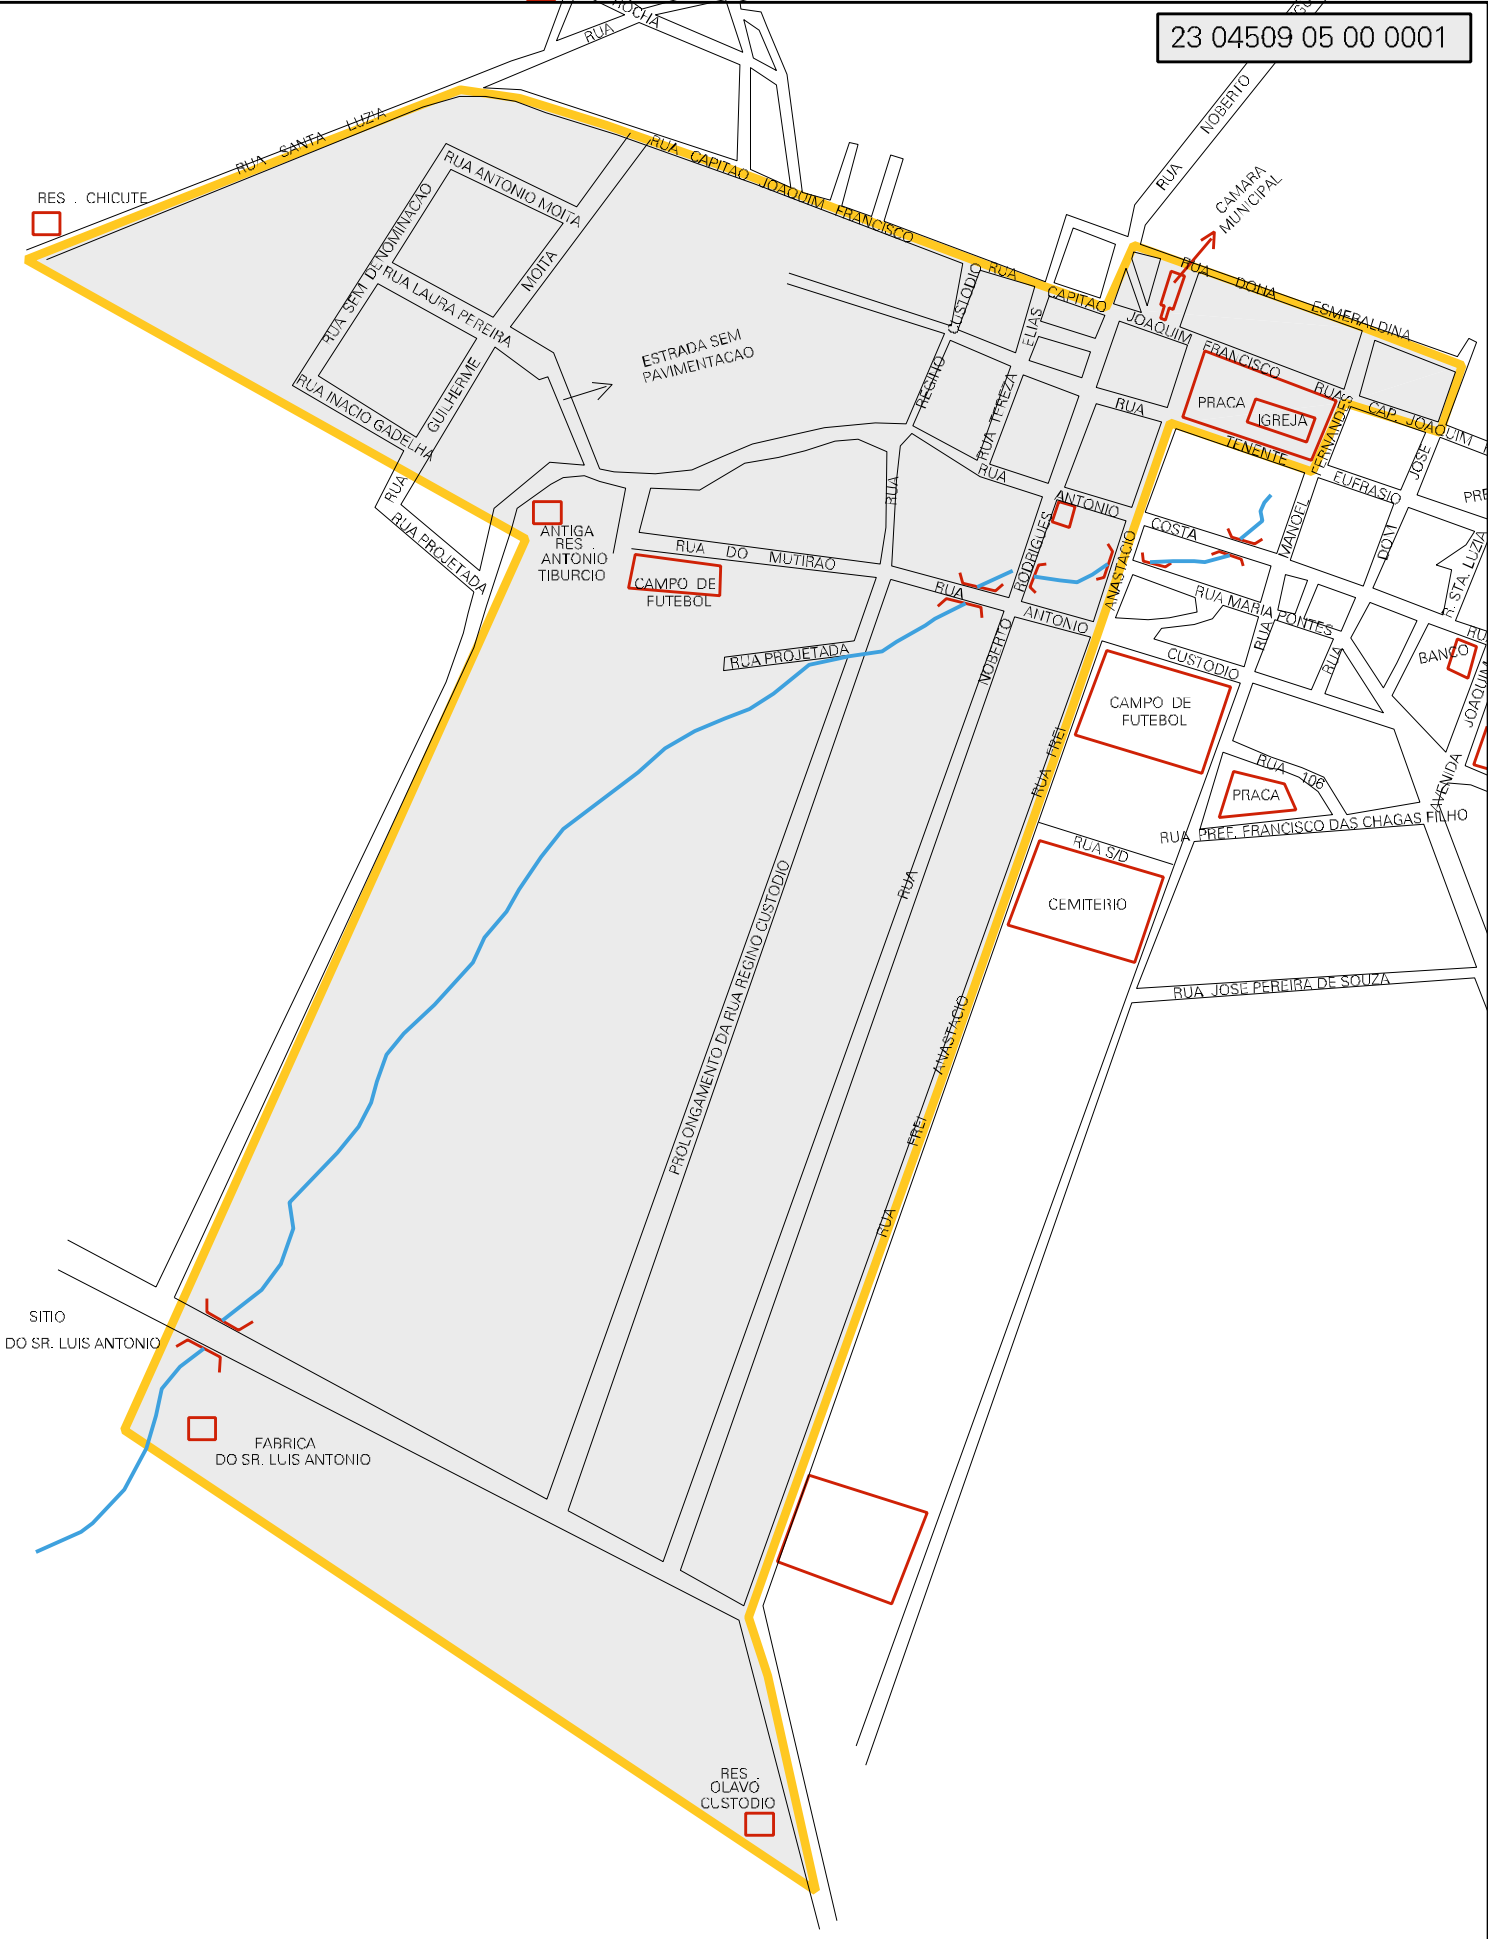 ROCHA
RUA
23 04509 05 00 0001
RUA NOBERTO
RUA SANTA LUZIA
RES . CHICUTE
RUA CAPITAO JOAQUIM FRANCISCO
RUA ANTONIO MOITA
RUA SEM DENOMINACAO
RUA LAURA PEREIRA
MOITA
GUILHERME
RUA
RUA INACIO GADELHA
RUA PROJETADA
ESTRADA SEM
PAVIMENTACAO
CAMARA
MUNICIPAL
RUA DOUA ESMERALDINA
RUA
CAPITAO
JOAQUIM
FRANCISCO
RUA CAP. JOAQUIM
CUSTODIO
REGIHO
RUA
ELIAS
RUA TEREZA
PRACA
IGREJA
RUA
TENENTE
FERNANDES
MANOEL
EUFRASIO
JOSE
PRE
RUA
ANTONIO
COSTA
RODRIGUES
ANASTACIO
R. STA. LUZIA
ANTIGA
RES .
ANTONIO
TIBURCIO
RUA DO MUTIRAO
CAMPO DE
FUTEBOL
RUA
ANTONIO
CUSTODIO
RUA MARIA PONTES
RUA
RUA
RUA
BANCO
RUA PROJETADA
NOBERTO
RUA
CAMPO DE
FUTEBOL
RUA FREI
JOAQUIM
AVENIDA
RUA 106
PRACA
RUA PREF. FRANCISCO DAS CHAGAS FILHO
RUA S/D
CEMITERIO
RUA JOSE PEREIRA DE SOUZA
PROLONGAMENTO DA RUA REGINO CUSTODIO
RUA FREI ANASTACIO
SITIO
DO SR. LUIS ANTONIO
FABRICA
DO SR. LUIS ANTONIO
RES .
OLAVO
CUSTODIO